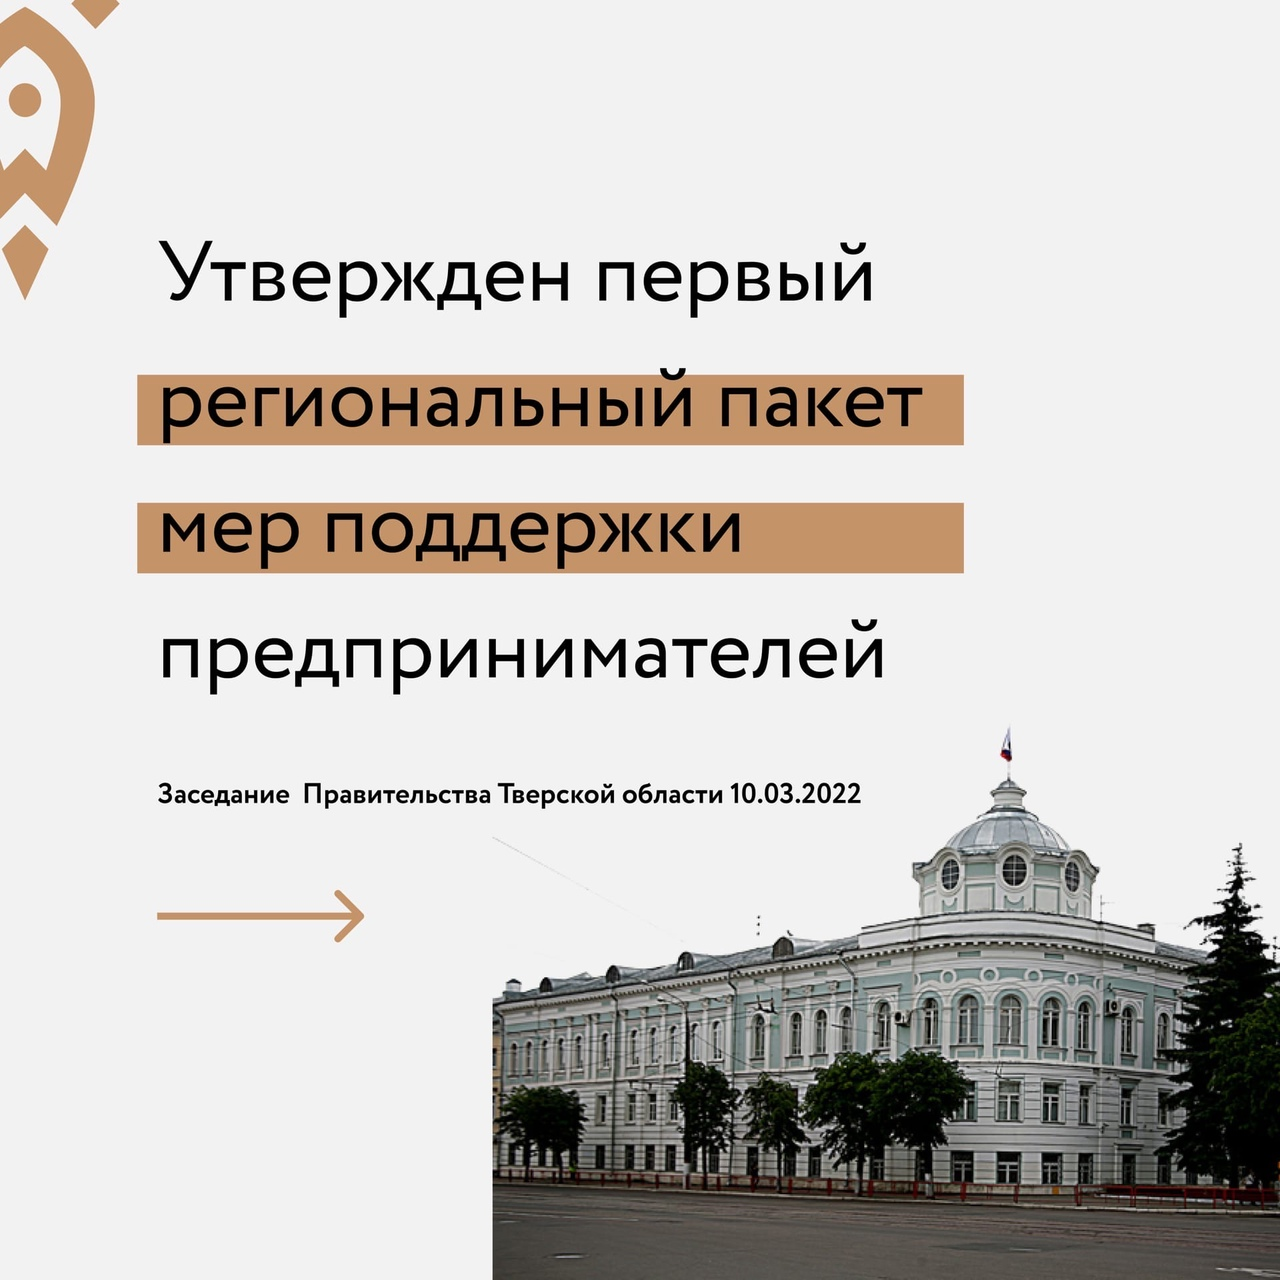 Утвержден первый
региональный пакет
мер поддержки
предпринимателей
Заседание Правительства Тверской области 10.03.2022